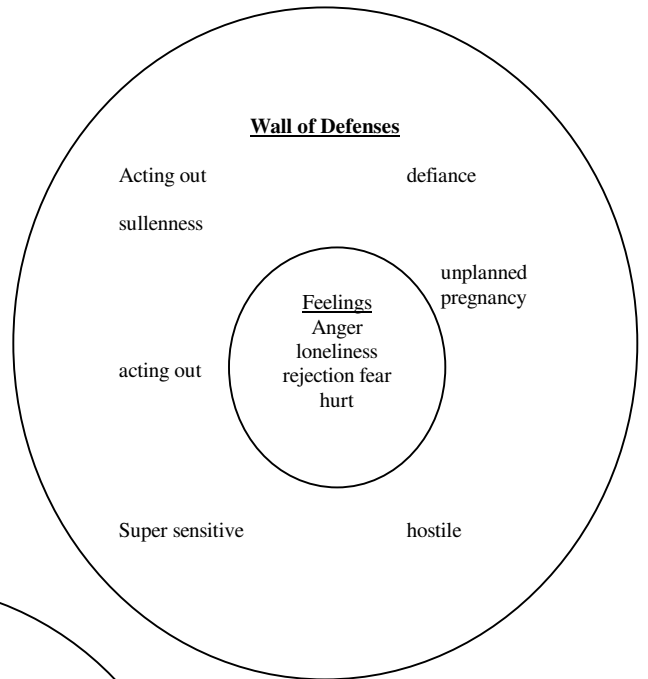 Wall of Defenses
Acting out defiance
sullenness
unplanned
pregnancy
Feelings
Anger
loneliness
rejection fear
hurt
acting out
Super sensitive hostile